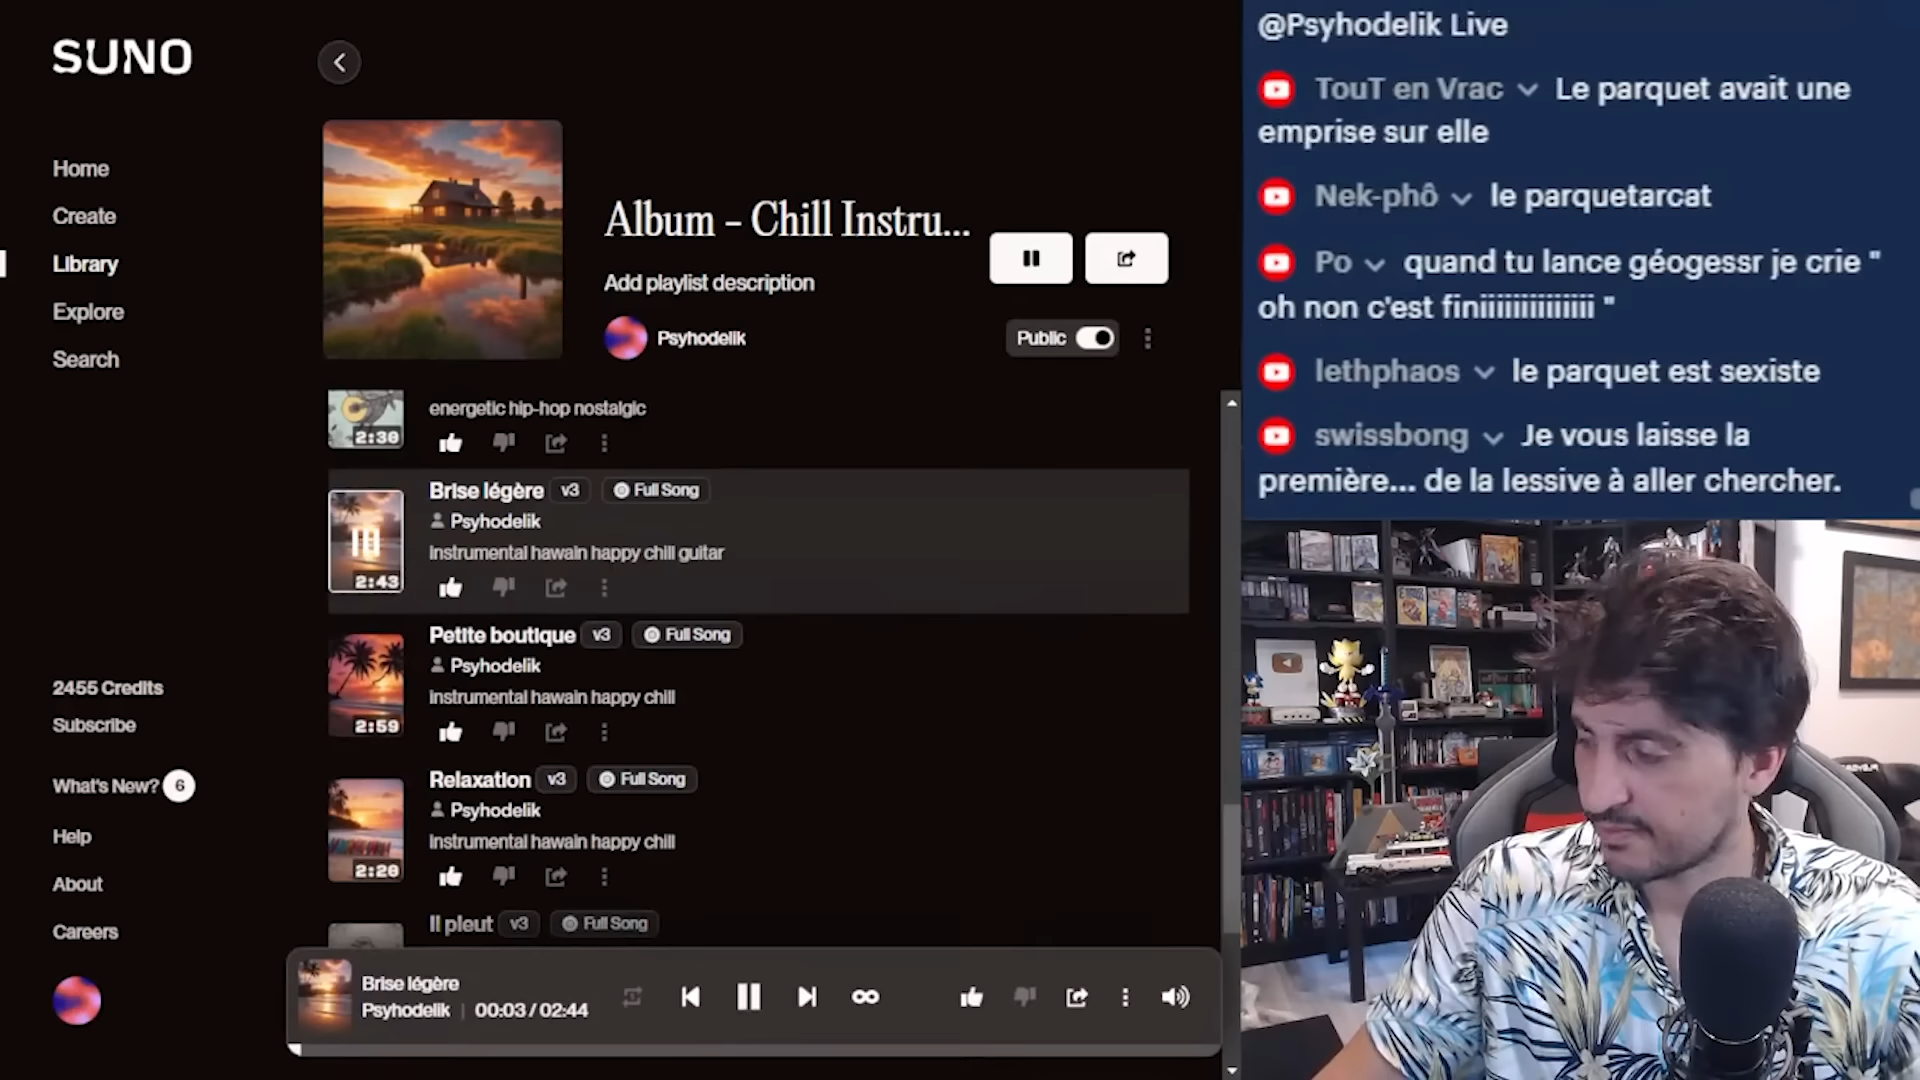 SUNO
Home
Create
Library
Explore
Search
2455 Credits
Subscribe
What's New? 6
Help
About
Careers
Album – Chill Instru...
Add playlist description
Psyhodelik
Public
2:30
energetic hip-hop nostalgic
Brise légère v3 Full Song
Psyhodelik
instrumental hawain happy chill guitar
2:43
Petite boutique v3 Full Song
Psyhodelik
instrumental hawain happy chill
2:59
Relaxation v3 Full Song
Psyhodelik
instrumental hawain happy chill
2:20
Il pleut v3 Full Song
Brise légère
Psyhodelik | 00:03 / 02:44
@Psyhodelik Live
TouT en Vrac Le parquet avait une
emprise sur elle
Nek-phô le parquetarcat
Po quand tu lance géogessr je crie "
oh non c'est finiiiiiiiiiiiiiii "
lethphaos le parquet est sexiste
swissbong Je vous laisse la
première... de la lessive à aller chercher.